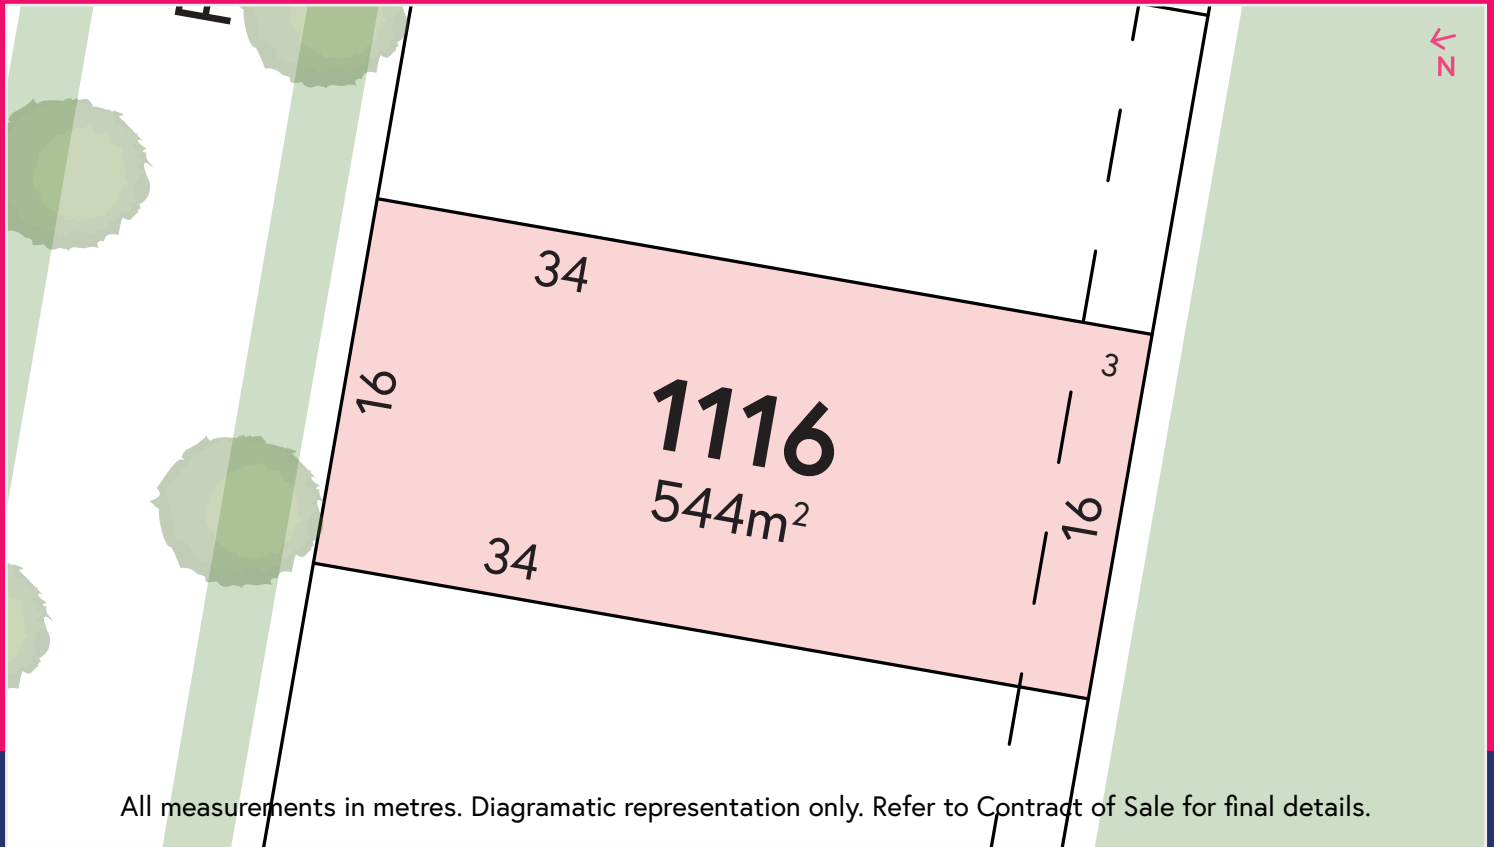 N
34
3
16
1116
544m²
16
34
All measurements in metres. Diagramatic representation only. Refer to Contract of Sale for final details.